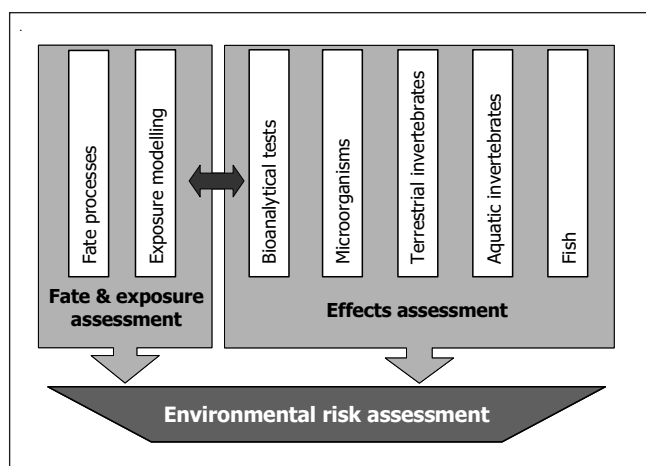 Fate processes
Exposure modelling
Fate & exposure
assessment
Bioanalytical tests
Microorganisms
Terrestrial invertebrates
Aquatic invertebrates
Fish
Effects assessment
Environmental risk assessment